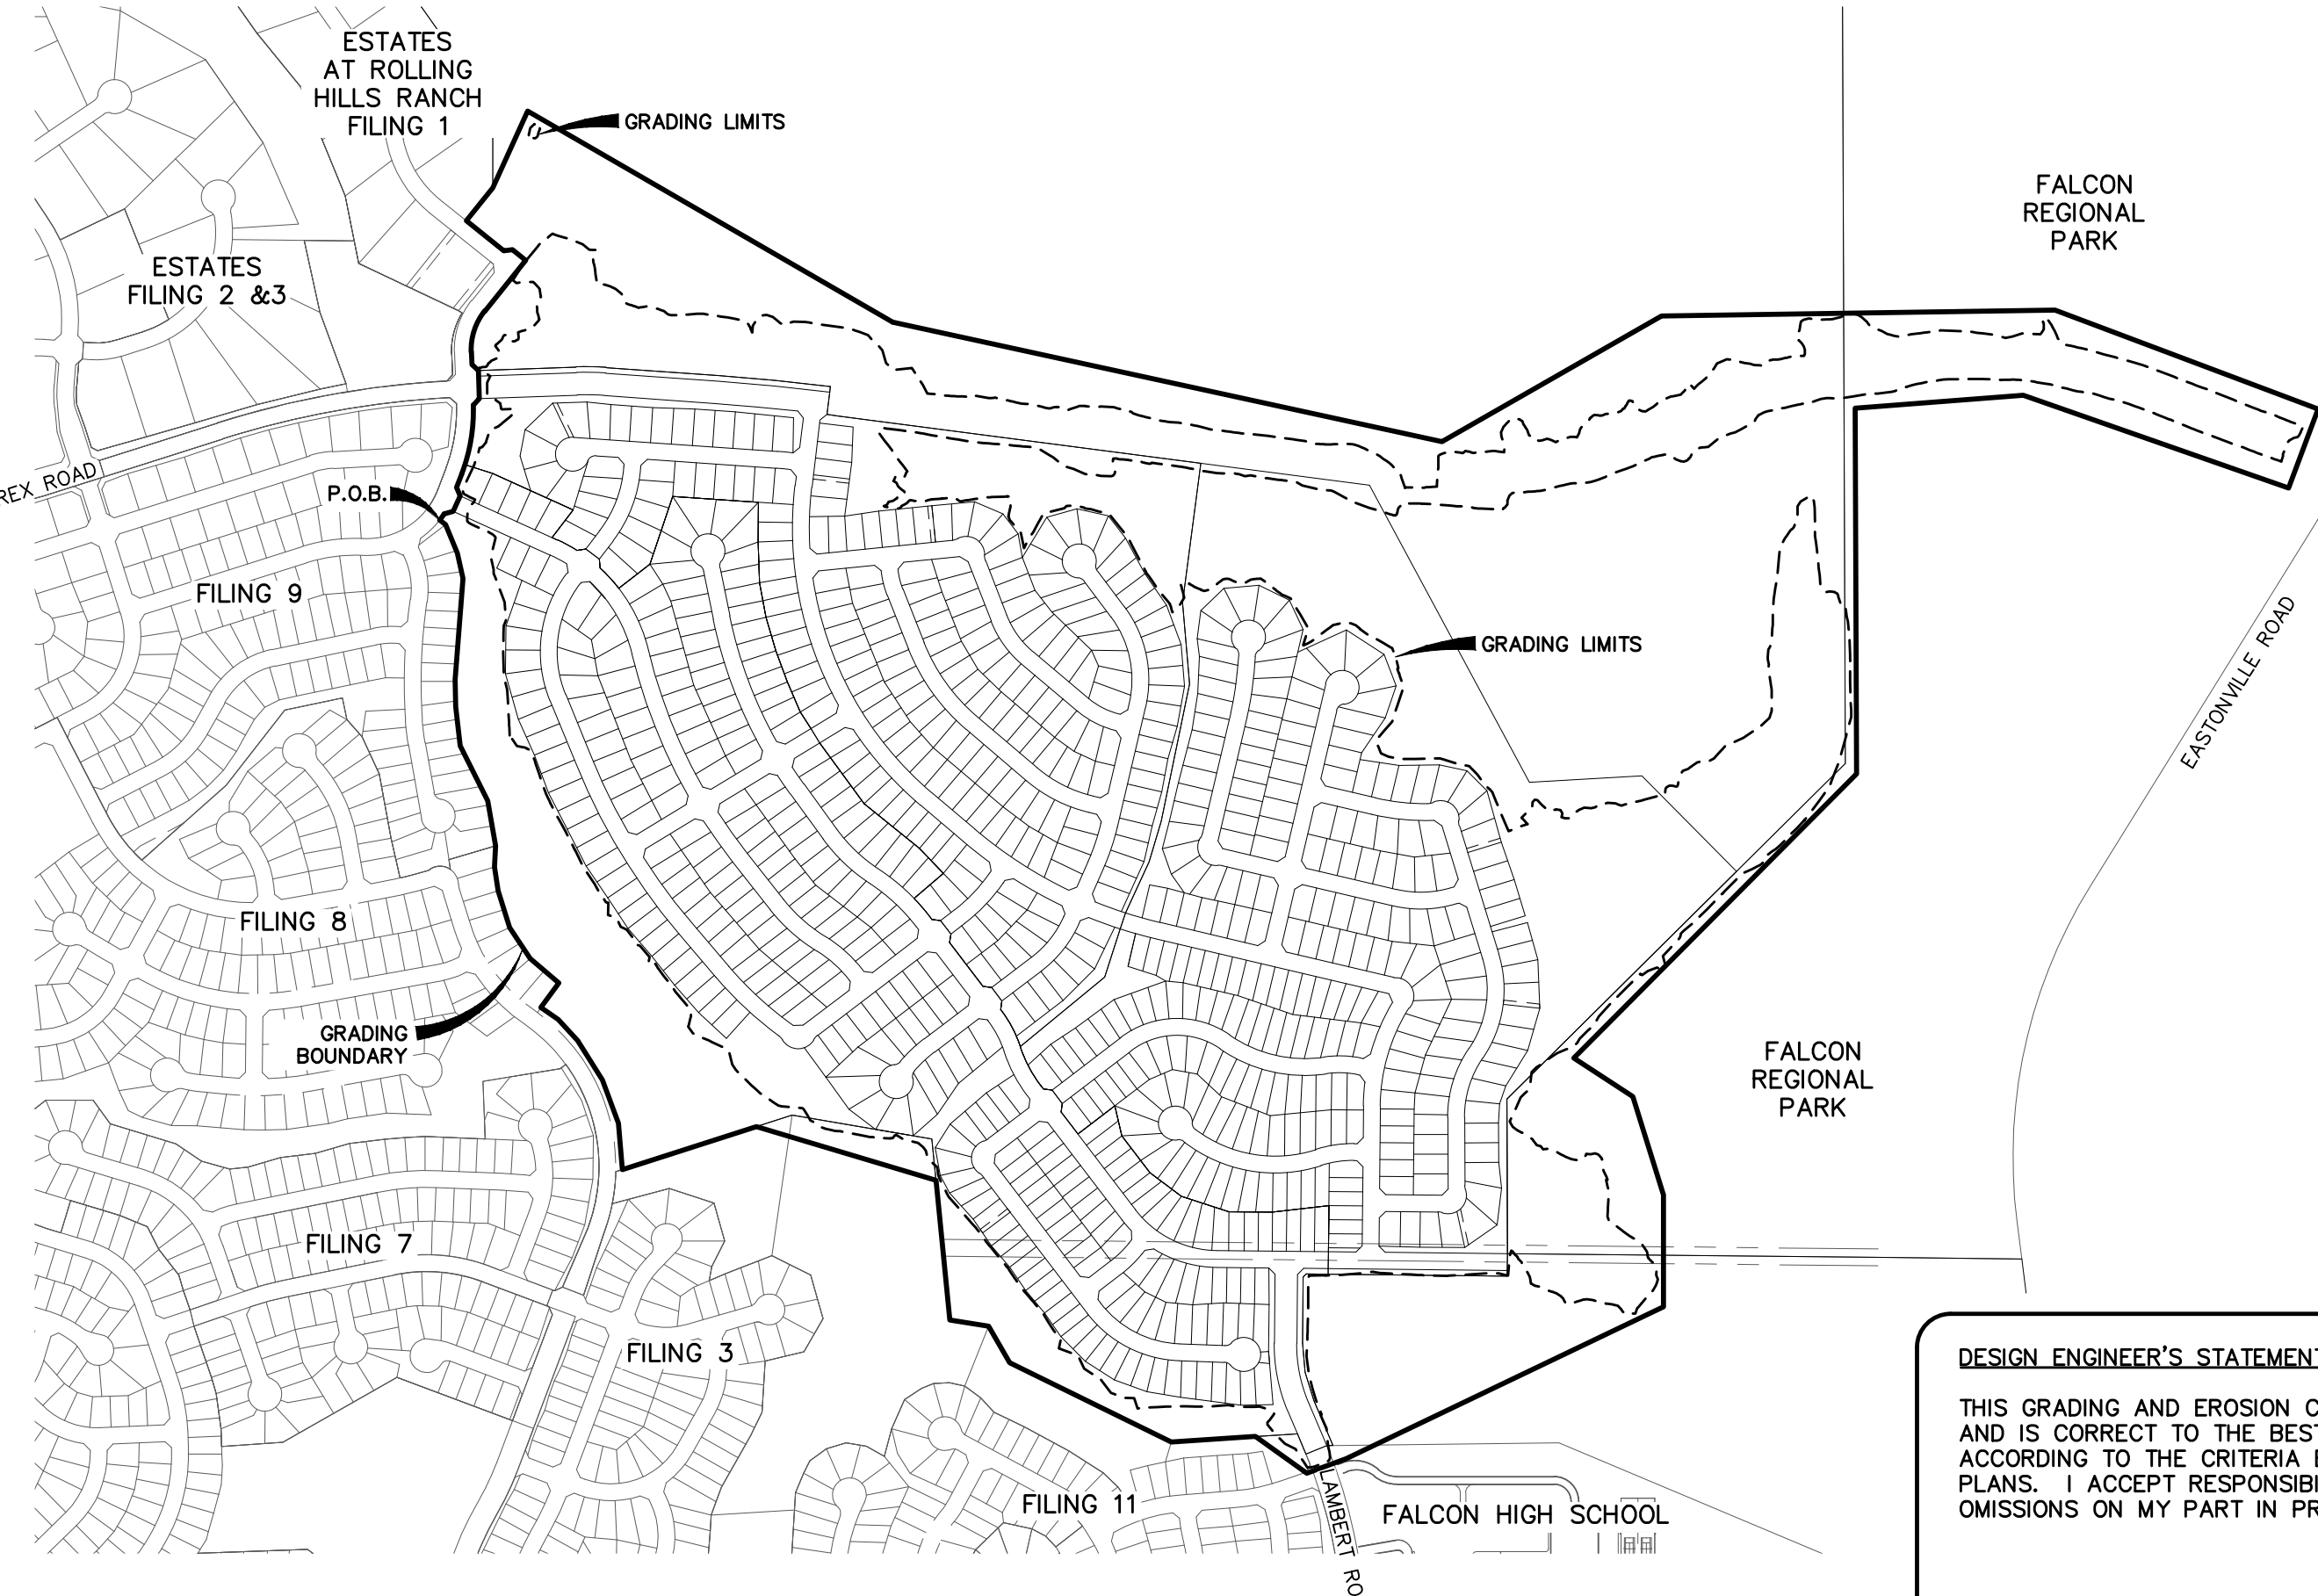 ESTATES
AT ROLLING
HILLS RANCH
FILING 1
GRADING LIMITS
FALCON
REGIONAL
PARK
ESTATES
FILING 2 &3
REX ROAD
P.O.B.
FILING 9
GRADING LIMITS
EASTONVILLE ROAD
FILING 8
GRADING
BOUNDARY
FALCON
REGIONAL
PARK
FILING 7
FILING 3
FILING 11
LAMBERT RO
FALCON HIGH SCHOOL
DESIGN ENGINEER'S STATEMENT
THIS GRADING AND EROSION C
AND IS CORRECT TO THE BEST
ACCORDING TO THE CRITERIA E
PLANS. I ACCEPT RESPONSIBI
OMISSIONS ON MY PART IN PR